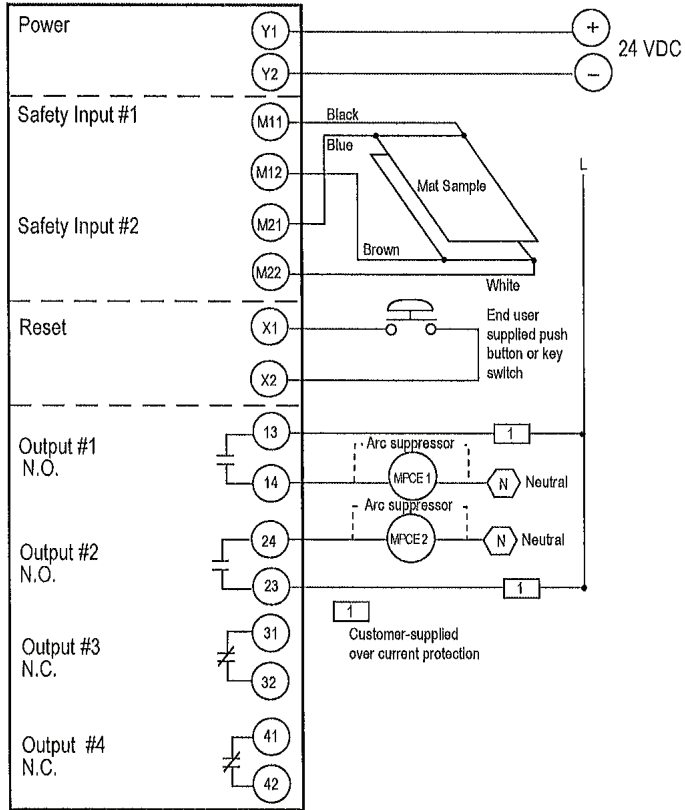 Power
Y1
+
24 VDC
Y2
−
Safety Input #1
M11
Black
Blue
M12
Mat Sample
L
Safety Input #2
M21
Brown
M22
White
Reset
X1
End user
supplied push
button or key
switch
X2
Output #1
N.O.
13
1
Arc suppressor
14
MPCE 1
N
Neutral
Arc suppressor
Output #2
N.O.
24
MPCE 2
N
Neutral
23
1
1
Customer-supplied
over current protection
Output #3
N.C.
31
32
Output #4
N.C.
41
42